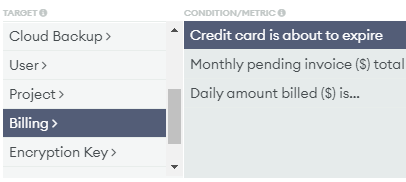 TARGET
CONDITION/METRIC
Cloud Backup >
User >
Project >
Billing >
Encryption Key >
Credit card is about to expire
Monthly pending invoice ($) total
Daily amount billed ($) is...